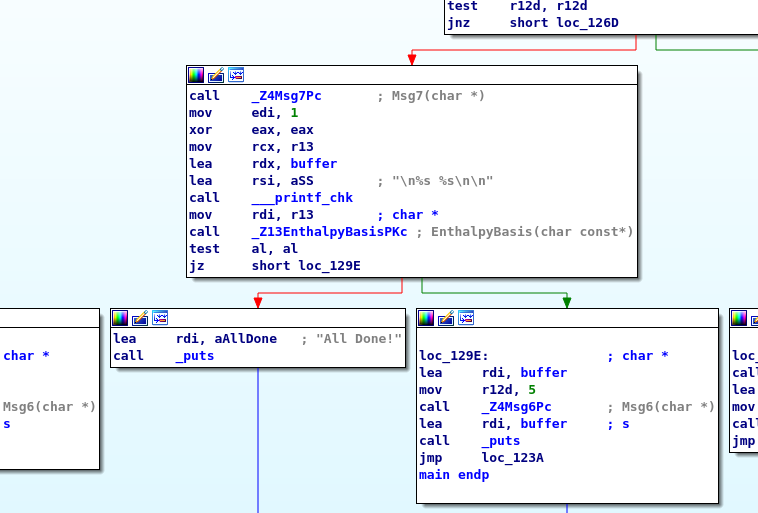 test    r12d, r12d
jnz     short loc_126D
call    _Z4Msg7Pc       ; Msg7(char *)
mov     edi, 1
xor     eax, eax
mov     rcx, r13
lea     rdx, buffer
lea     rsi, aSS        ; "\n%s %s\n\n"
call    ___printf_chk
mov     rdi, r13        ; char *
call    _Z13EnthalpyBasisPKc ; EnthalpyBasis(char const*)
test    al, al
jz      short loc_129E
char *
Msg6(char *)
s
lea     rdi, aAllDone   ; "All Done!"
call    _puts
loc_129E:               ; char *
lea     rdi, buffer
mov     r12d, 5
call    _Z4Msg6Pc       ; Msg6(char *)
lea     rdi, buffer     ; s
call    _puts
jmp     loc_123A
main endp
loc_
call
lea
mov
call
jmp